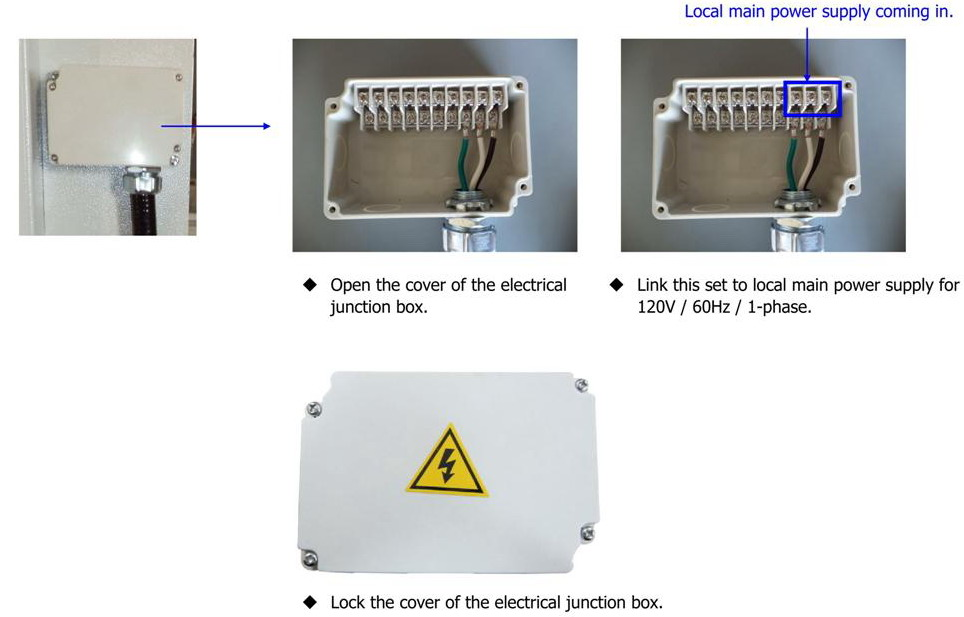 Local main power supply coming in.
◆ Open the cover of the electrical
junction box.
◆ Link this set to local main power supply for
120V / 60Hz / 1-phase.
◆ Lock the cover of the electrical junction box.